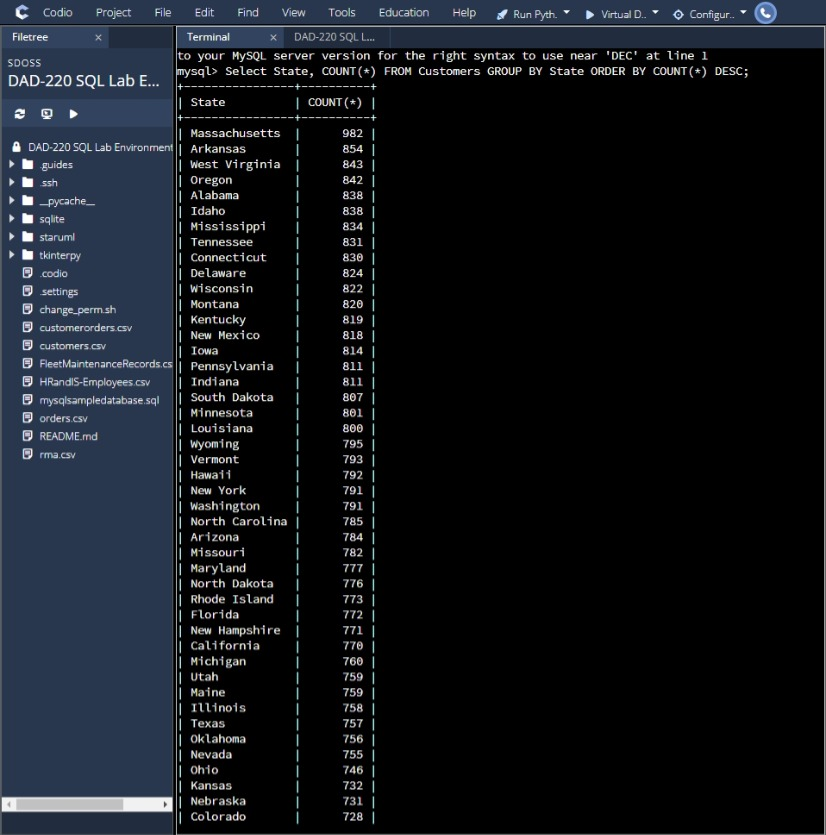 Codio Project File Edit Find View Tools Education Help Run Pyth. Virtual D.. Configur..
Filetree × Terminal × DAD-220 SQL L...
SDOSS
DAD-220 SQL Lab E...
DAD-220 SQL Lab Environment
.guides
.ssh
__pycache__
sqlite
staruml
tkinterpy
.codio
.settings
change_perm.sh
customerorders.csv
customers.csv
FleetMaintenanceRecords.cs
HRandIS-Employees.csv
mysqlsampledatabase.sql
orders.csv
README.md
rma.csv
to your MySQL server version for the right syntax to use near 'DEC' at line 1
mysql> Select State, COUNT(*) FROM Customers GROUP BY State ORDER BY COUNT(*) DESC;
+----------------+----------+
| State | COUNT(*) |
+----------------+----------+
| Massachusetts | 982 |
| Arkansas | 854 |
| West Virginia | 843 |
| Oregon | 842 |
| Alabama | 838 |
| Idaho | 838 |
| Mississippi | 834 |
| Tennessee | 831 |
| Connecticut | 830 |
| Delaware | 824 |
| Wisconsin | 822 |
| Montana | 820 |
| Kentucky | 819 |
| New Mexico | 818 |
| Iowa | 814 |
| Pennsylvania | 811 |
| Indiana | 811 |
| South Dakota | 807 |
| Minnesota | 801 |
| Louisiana | 800 |
| Wyoming | 795 |
| Vermont | 793 |
| Hawaii | 792 |
| New York | 791 |
| Washington | 791 |
| North Carolina | 785 |
| Arizona | 784 |
| Missouri | 782 |
| Maryland | 777 |
| North Dakota | 776 |
| Rhode Island | 773 |
| Florida | 772 |
| New Hampshire | 771 |
| California | 770 |
| Michigan | 760 |
| Utah | 759 |
| Maine | 759 |
| Illinois | 758 |
| Texas | 757 |
| Oklahoma | 756 |
| Nevada | 755 |
| Ohio | 746 |
| Kansas | 732 |
| Nebraska | 731 |
| Colorado | 728 |